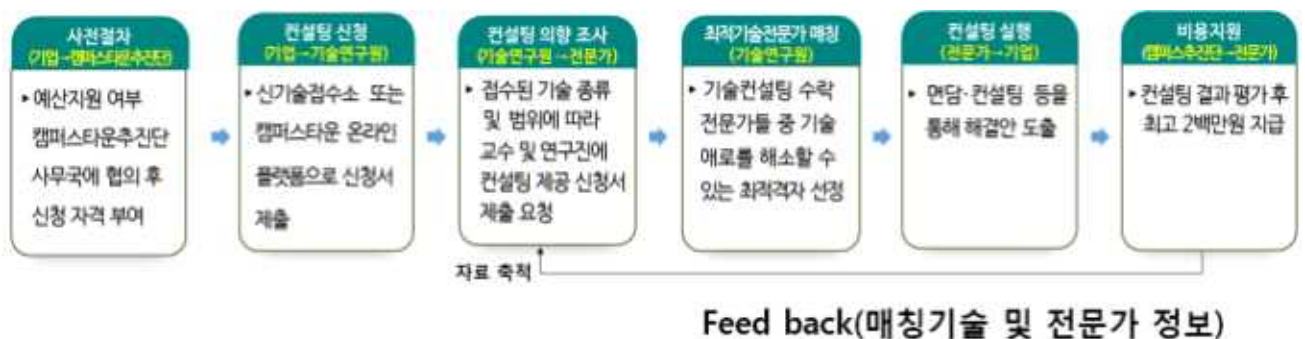 사전절차
(기업→캠퍼스타운추진단)
▸예산지원 여부
캠퍼스타운추진단
사무국에 협의 후
신청 자격 부여
컨설팅 신청
(기업→기술연구원)
▸신기술접수소 또는
캠퍼스타운 온라인
플랫폼으로 신청서
제출
컨설팅 의향 조사
(기술연구원→전문가)
▸ 접수된 기술 종류
및 범위에 따라
교수 및 연구진에
컨설팅 제공 신청서
제출 요청
최적기술전문가 매칭
(기술연구원)
▸ 기술컨설팅 수락
전문가들 중 기술
애로를 해소할 수
있는 최적격자 선정
컨설팅 실행
(전문가→기업)
▸ 면담·컨설팅 등을
통해 해결안 도출
비용지원
(캠퍼스추진단→전문가)
▸컨설팅 결과 평가 후
최고 2백만원 지급
자료 축적
Feed back(매칭기술 및 전문가 정보)